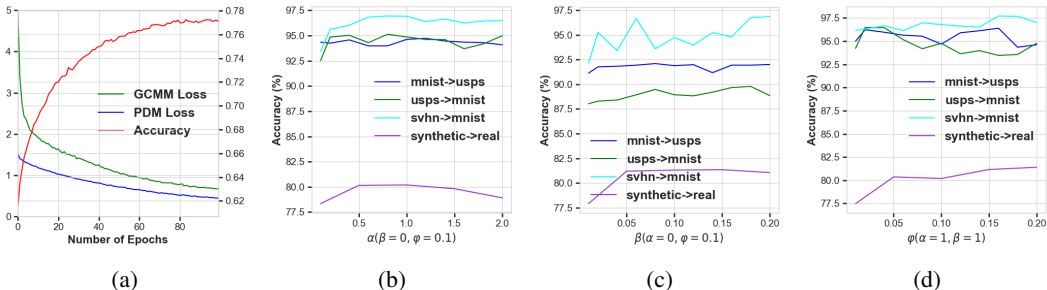 5
4
3
2
1
0
0.78
0.76
0.74
0.72
0.70
0.68
0.66
0.64
0.62
GCMM Loss
PDM Loss
Accuracy
0 20 40 60 80
Number of Epochs
(a)
97.5
95.0
92.5
90.0
87.5
85.0
82.5
80.0
77.5
Accuracy (%)
mnist->usps
usps->mnist
svhn->mnist
synthetic->real
0.5 1.0 1.5 2.0
α(β = 0, φ = 0.1)
(b)
97.5
95.0
92.5
90.0
87.5
85.0
82.5
80.0
77.5
Accuracy (%)
mnist->usps
usps->mnist
svhn->mnist
synthetic->real
0.05 0.10 0.15 0.20
β(α = 0, φ = 0.1)
(c)
97.5
95.0
92.5
90.0
87.5
85.0
82.5
80.0
77.5
Accuracy (%)
mnist->usps
usps->mnist
svhn->mnist
synthetic->real
0.05 0.10 0.15 0.20
φ(α = 1, β = 1)
(d)